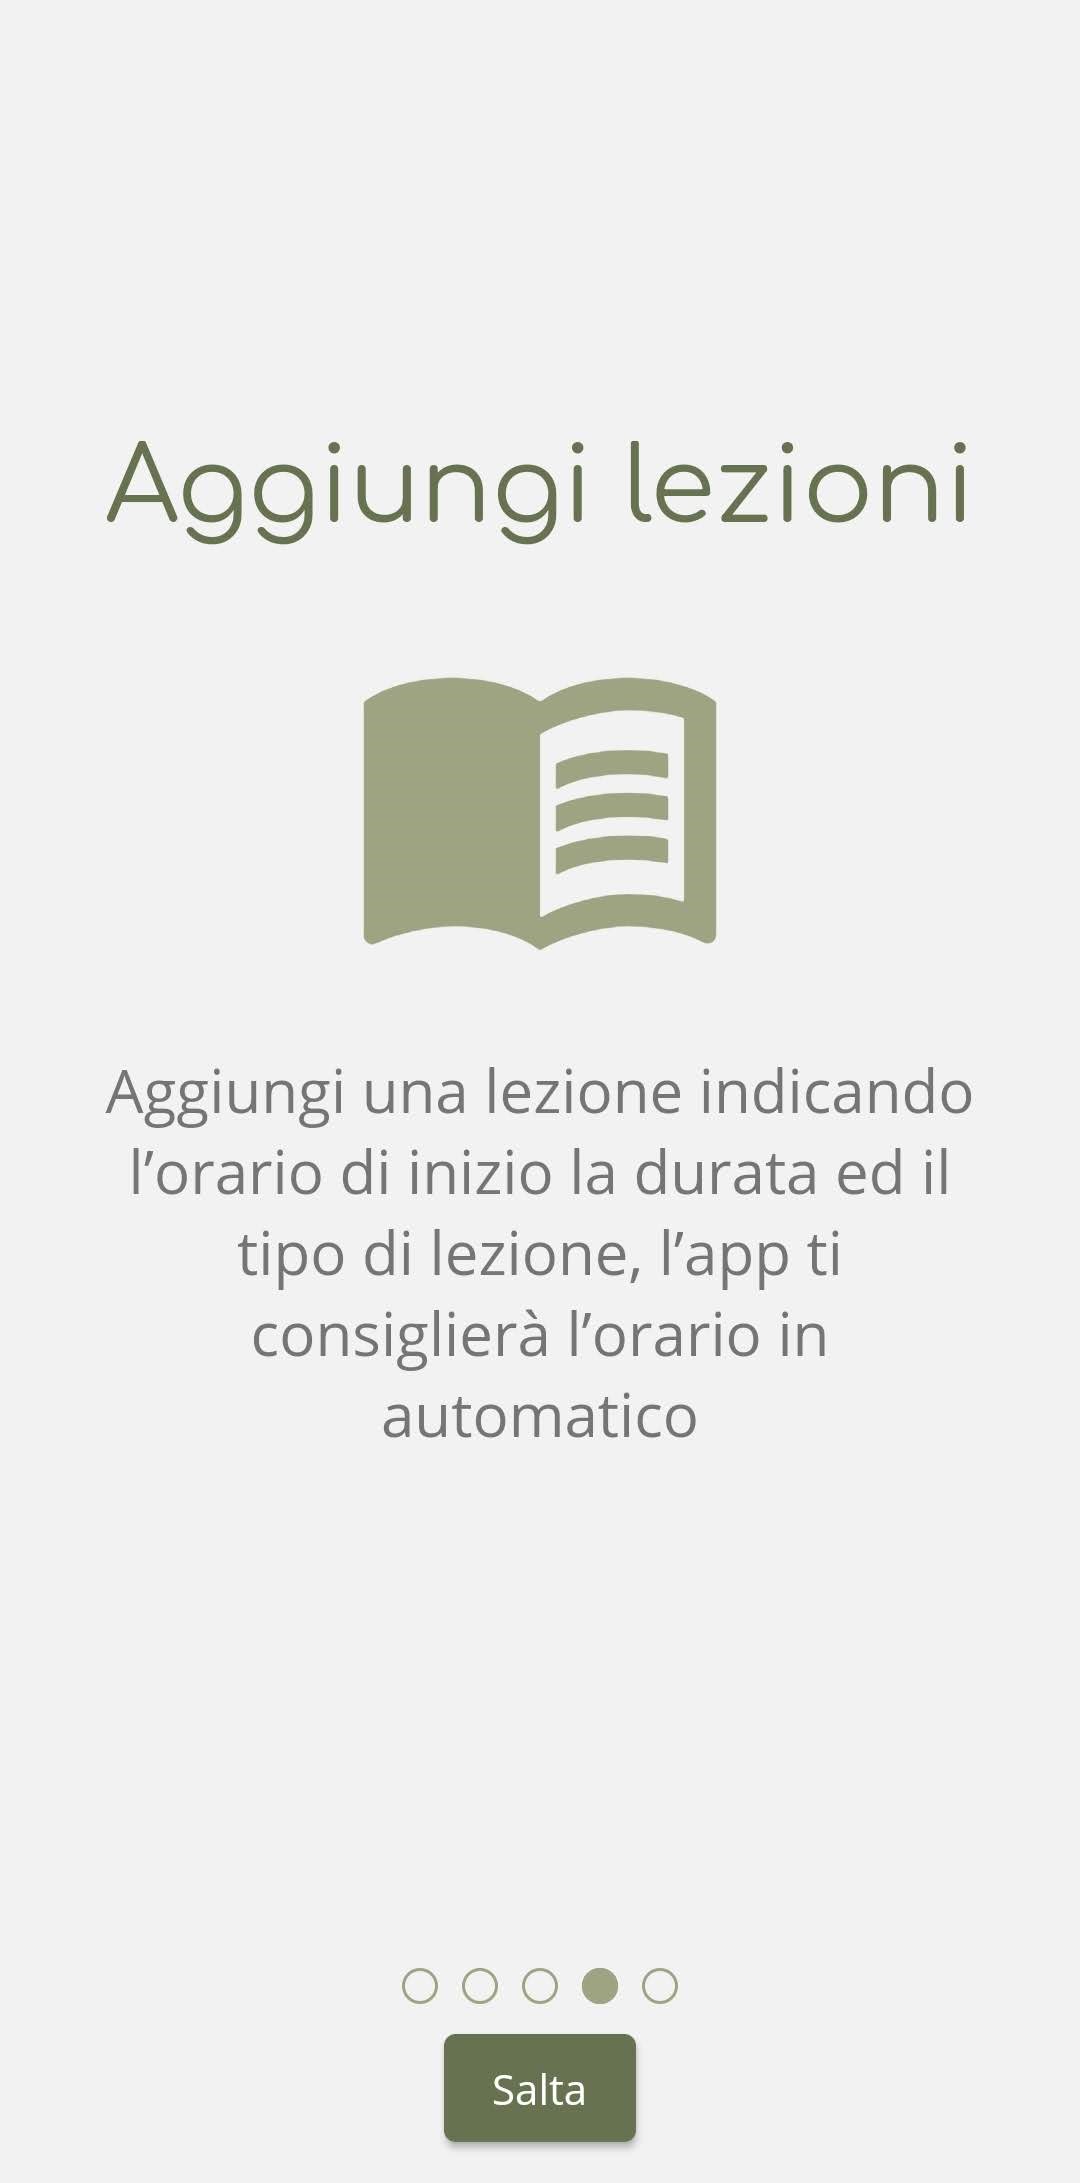 Aggiungi lezioni
Aggiungi una lezione indicando
l’orario di inizio la durata ed il
tipo di lezione, l’app ti
consiglierà l’orario in
automatico
Salta